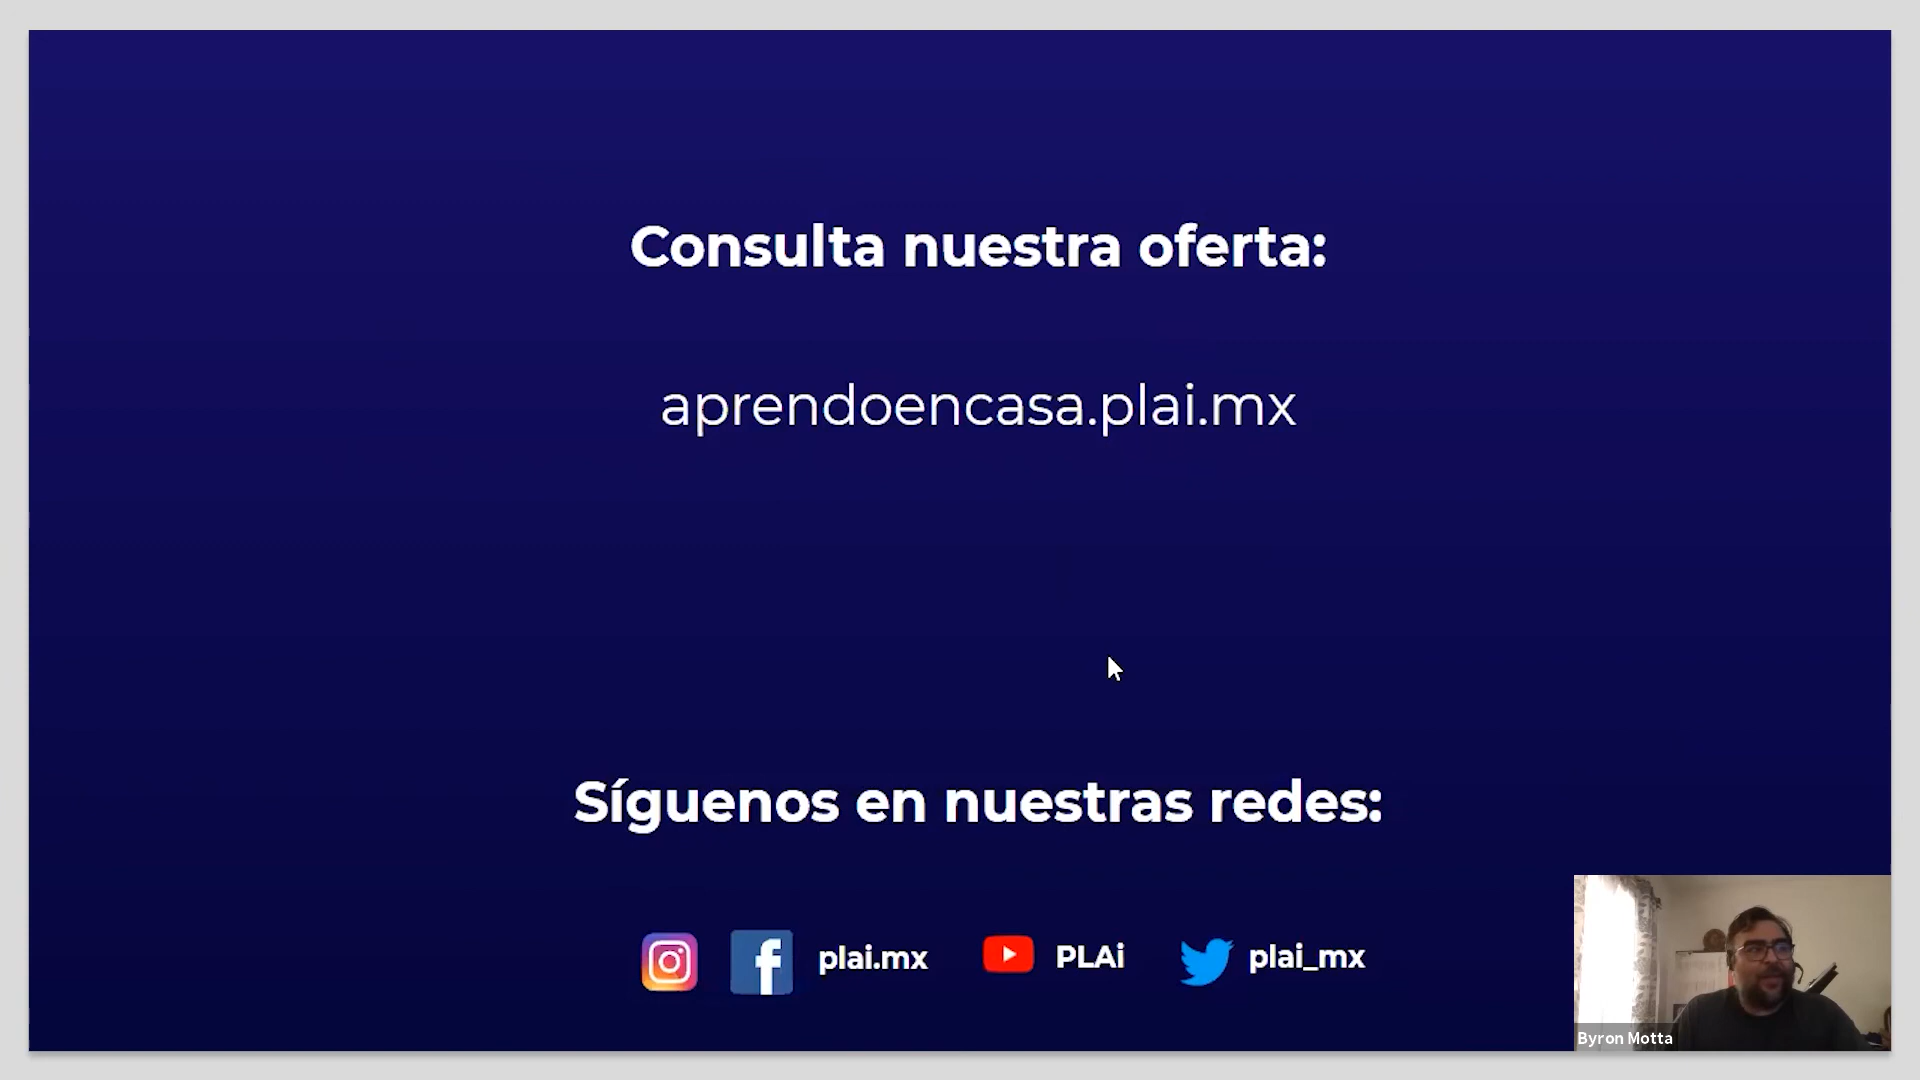 Consulta nuestra oferta:
aprendoencasa.plai.mx
Síguenos en nuestras redes:
plai.mx PLAi plai_mx
Byron Motta